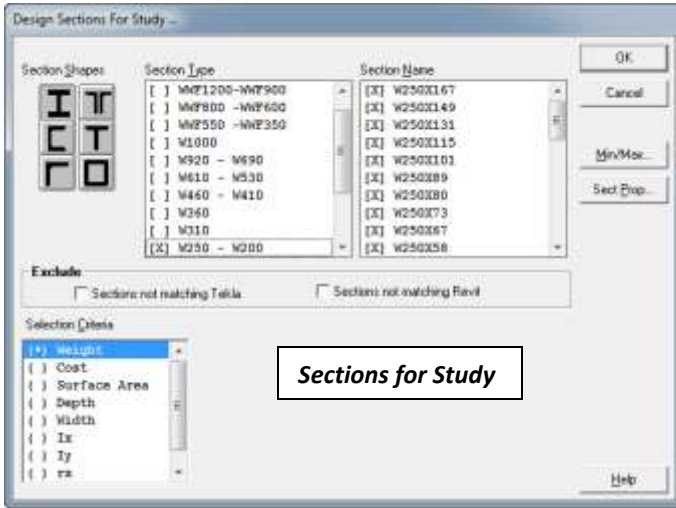 Design Sections For Study ...
Section Shapes
Section Type
[ ] WWF1200-WWF900
[ ] WWF800 -WWF600
[ ] WWF550 -WWF350
[ ] W1000
[ ] W920 - W690
[ ] W610 - W530
[ ] W460 - W410
[ ] W360
[ ] W310
[X] W250 - W200
Section Name
[X] W250X167
[X] W250X149
[X] W250X131
[X] W250X115
[X] W250X101
[X] W250X89
[X] W250X80
[X] W250X73
[X] W250X67
[X] W250X58
OK
Cancel
Min/Max...
Sect Prop...
Exclude
Sections not matching Tekla
Sections not matching Revit
Selection Criteria
(*) Weight
( ) Cost
( ) Surface Area
( ) Depth
( ) Width
( ) Ix
( ) Iy
( ) rx
Sections for Study
Help